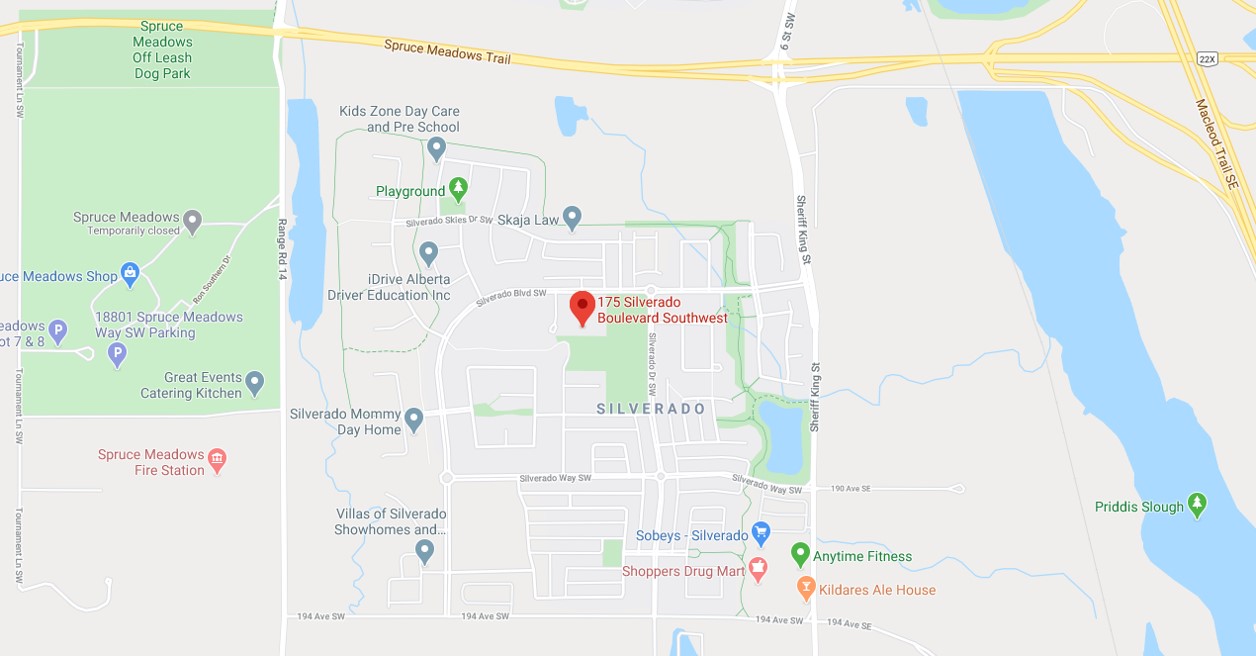 Spruce
Meadows
Off Leash
Dog Park
Spruce Meadows Trail
6 St SW
22X
Macleod Trail SE
Tournament Ln SW
Kids Zone Day Care
and Pre School
Playground
Silverado Skies Dr SW
Skaja Law
Sheriff King St
Spruce Meadows
Temporarily closed
Range Rd 14
Ron Southern Dr
uce Meadows Shop
iDrive Alberta
Driver Education Inc
Silverado Blvd SW
175 Silverado
Boulevard Southwest
18801 Spruce Meadows
Way SW Parking
P
P
eadows
ot 7 & 8
Silverado Dr SW
Great Events
Catering Kitchen
Tournament Ln SW
Sheriff King St
Silverado Mommy
Day Home
SILVERADO
Spruce Meadows
Fire Station
Silverado Way SW
Silverado Way SW
190 Ave SE
Priddis Slough
Tournament Ln SW
Villas of Silverado
Showhomes and...
Sobeys - Silverado
Anytime Fitness
Shoppers Drug Mart
Kildares Ale House
194 Ave SW
194 Ave SW
194 Ave SW
194 Ave SE